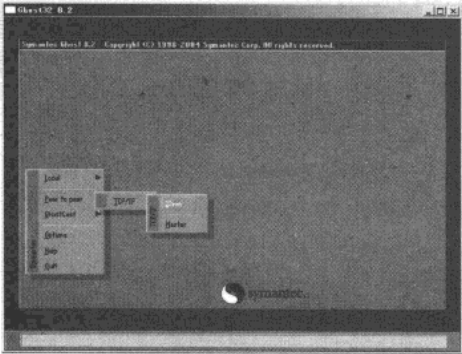 Ghost32 8.2
Symantec Ghost 8.2 Copyright (C) 1998-2004 Symantec Corp. All rights reserved.
Local
Peer to peer
GhostCast
Options
Help
Quit
TCP/IP
Slave
Master
symantec.